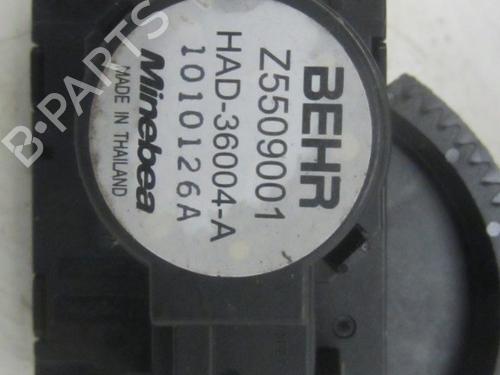 BEHR
Z5509001
HAD-36004-A
1010126A
Minebea
MADE IN THAILAND
B-PARTS